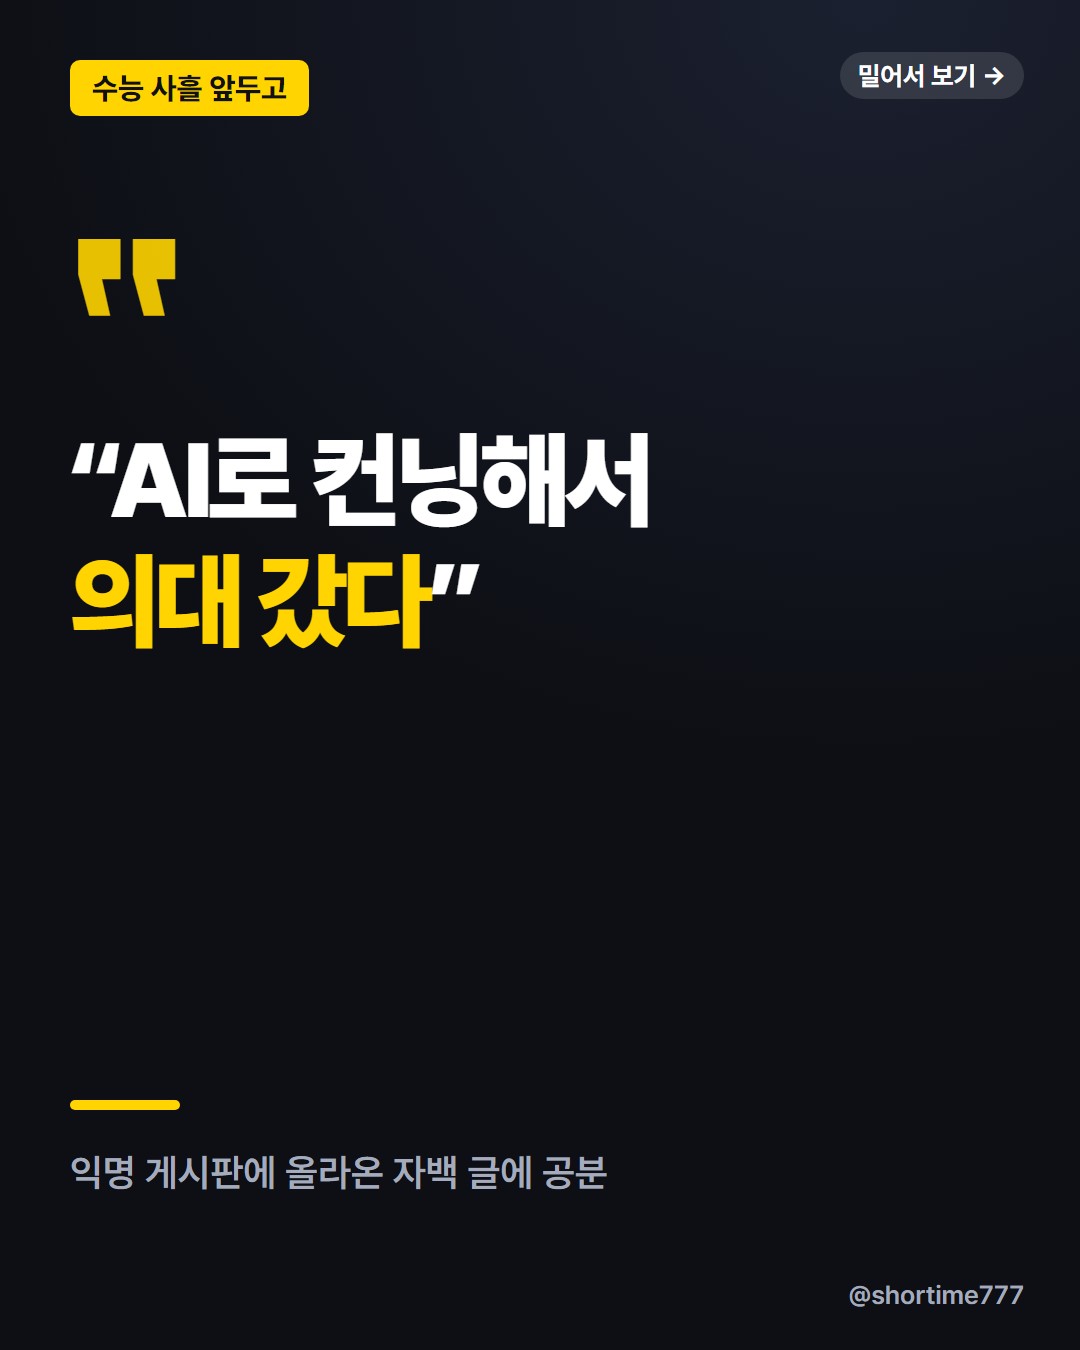 수능 사흘 앞두고
밀어서 보기 →
"
“AI로 컨닝해서
의대 갔다”
익명 게시판에 올라온 자백 글에 공분
@shortime777